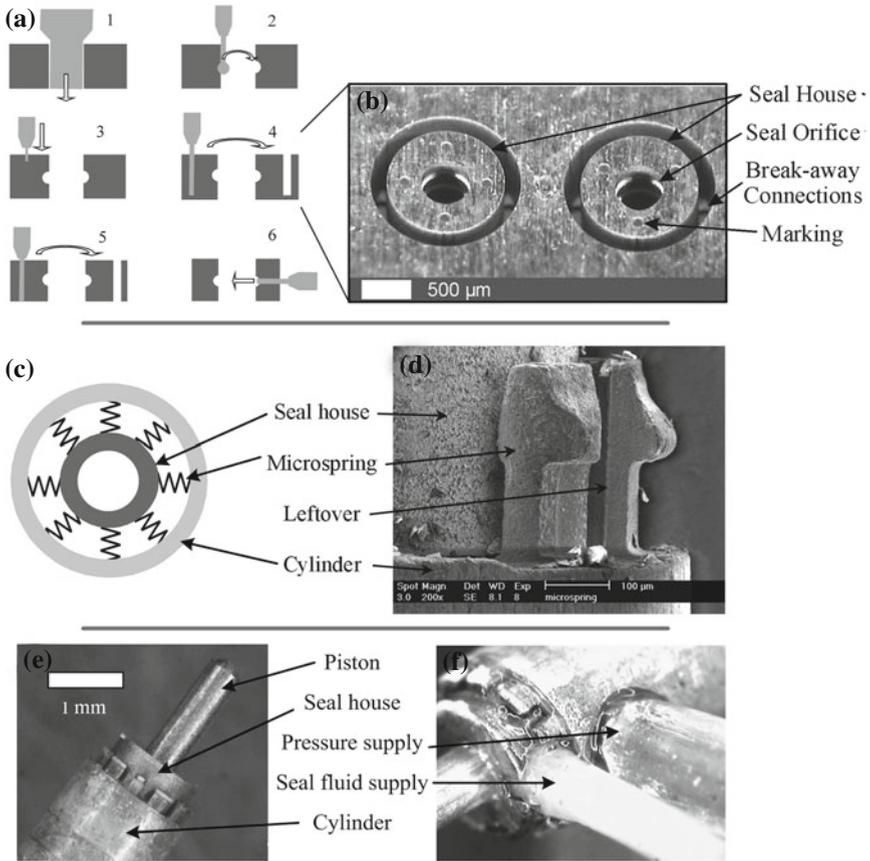 (a)
1
2
3
4
5
6
(b)
Seal House
Seal Orifice
Break-away
Connections
Marking
500 µm
(c)
Seal house
Microspring
Leftover
Cylinder
(d)
Spot Magn Det WD Exp
3.0 200x SE 8.1 8 microspring
100 µm
(e)
1 mm
Piston
Seal house
Pressure supply
Seal fluid supply
Cylinder
(f)